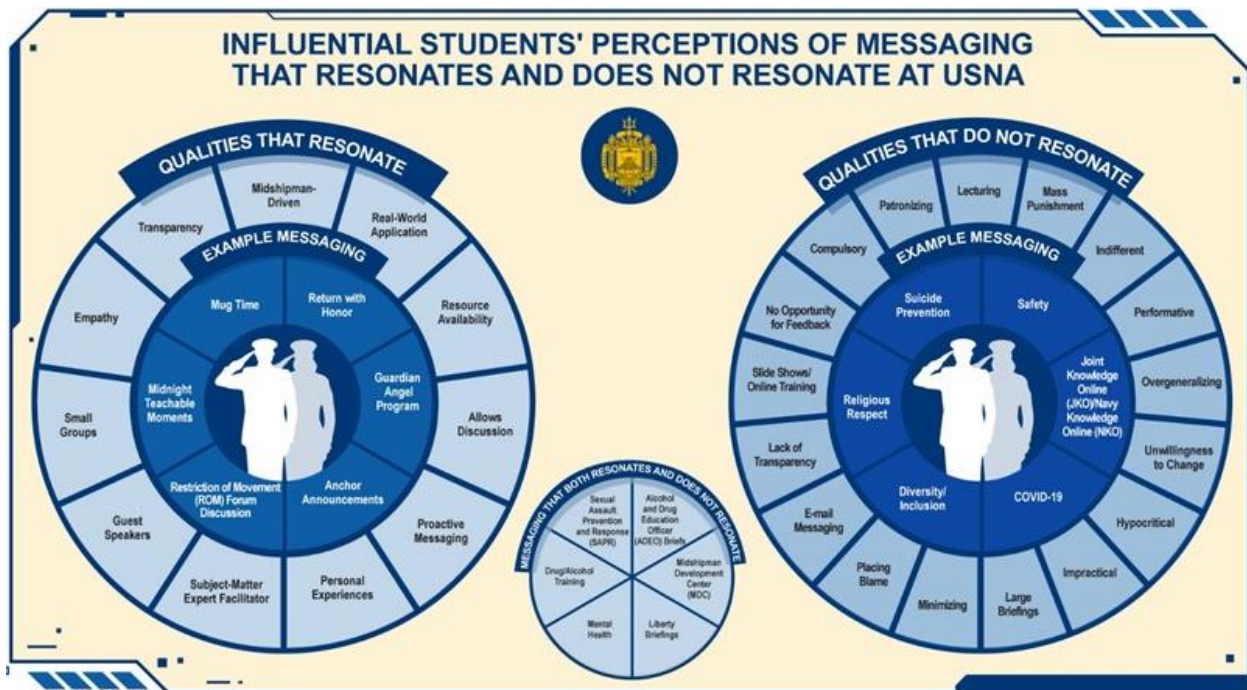 INFLUENTIAL STUDENTS' PERCEPTIONS OF MESSAGING
THAT RESONATES AND DOES NOT RESONATE AT USNA
QUALITIES THAT RESONATE
Midshipman-
Driven
Real-World
Application
Resource
Availability
Allows
Discussion
Proactive
Messaging
Personal
Experiences
Subject-Matter
Expert Facilitator
Guest
Speakers
Small
Groups
Empathy
Transparency
EXAMPLE MESSAGING
Mug Time
Return with
Honor
Guardian
Angel
Program
Anchor
Announcements
Restriction of Movement
(ROM) Forum
Discussion
Midnight
Teachable
Moments
MESSAGING THAT BOTH RESONATES AND DOES NOT RESONATE
Sexual
Assault
Prevention
and Response
(SAPR)
Alcohol
and Drug
Education
Officer
(ADEO) Briefs
Midshipman
Development
Center
(MDC)
Liberty
Briefings
Mental
Health
Drug/Alcohol
Training
QUALITIES THAT DO NOT RESONATE
Lecturing
Mass
Punishment
Indifferent
Performative
Overgeneralizing
Unwillingness
to Change
Hypocritical
Impractical
Large
Briefings
Minimizing
Placing
Blame
E-mail
Messaging
Lack of
Transparency
Slide Shows/
Online Training
No Opportunity
for Feedback
Compulsory
Patronizing
EXAMPLE MESSAGING
Suicide
Prevention
Safety
Joint
Knowledge
Online
(JKO)/Navy
Knowledge
Online (NKO)
COVID-19
Diversity/
Inclusion
Religious
Respect